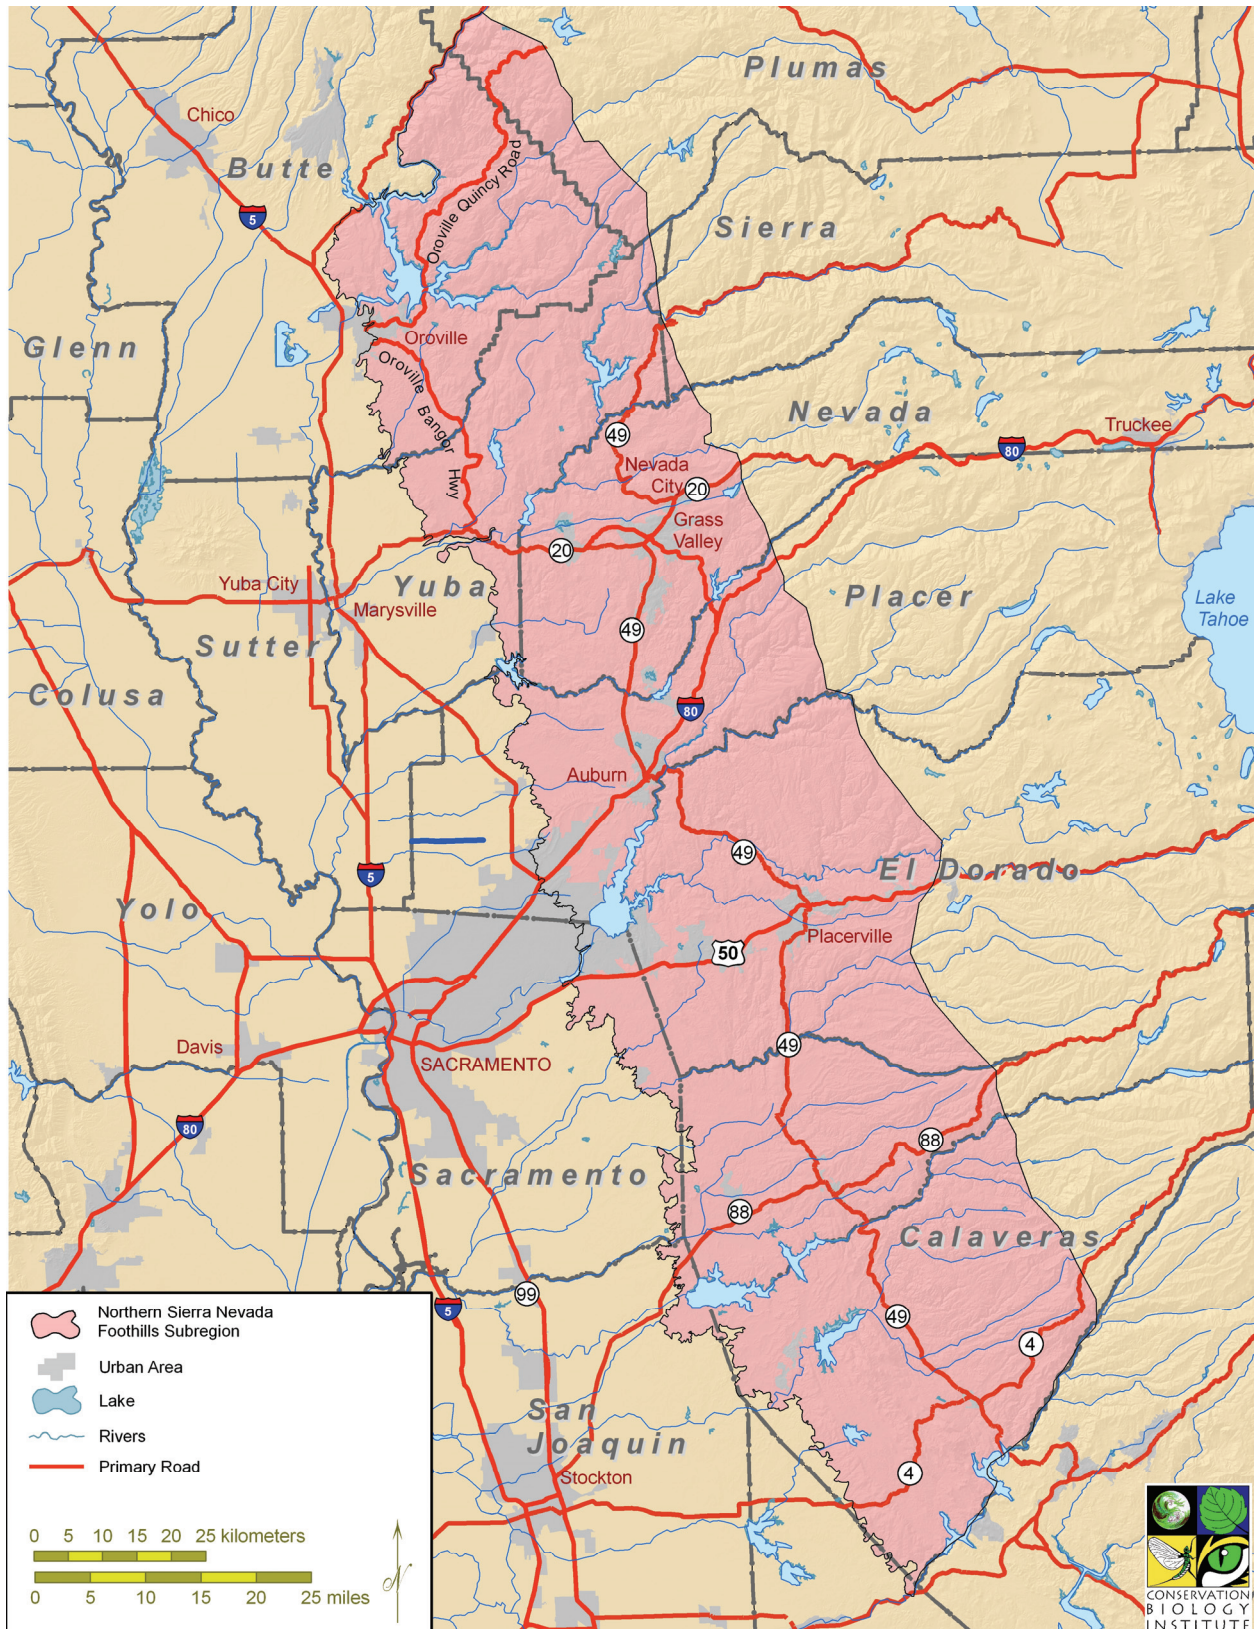 Plumas
Chico
Butte
Oroville Quincy Road
5
Sierra
Glenn
Oroville
Oroville Bangor Hwy
Nevada
Truckee
49
80
Nevada
City
20
Grass
Valley
20
Yuba City
Yuba
Marysville
Placer
Lake
Tahoe
Sutter
49
Colusa
80
Auburn
49
5
El Dorado
Yolo
Placerville
50
Davis
SACRAMENTO
49
80
88
Sacramento
88
Calaveras
99
5
49
4
San
Joaquin
Stockton
4
Northern Sierra Nevada
Foothills Subregion
Urban Area
Lake
Rivers
Primary Road
0 5 10 15 20 25 kilometers
0 5 10 15 20 25 miles
N
CONSERVATION
BIOLOGY
INSTITUTE